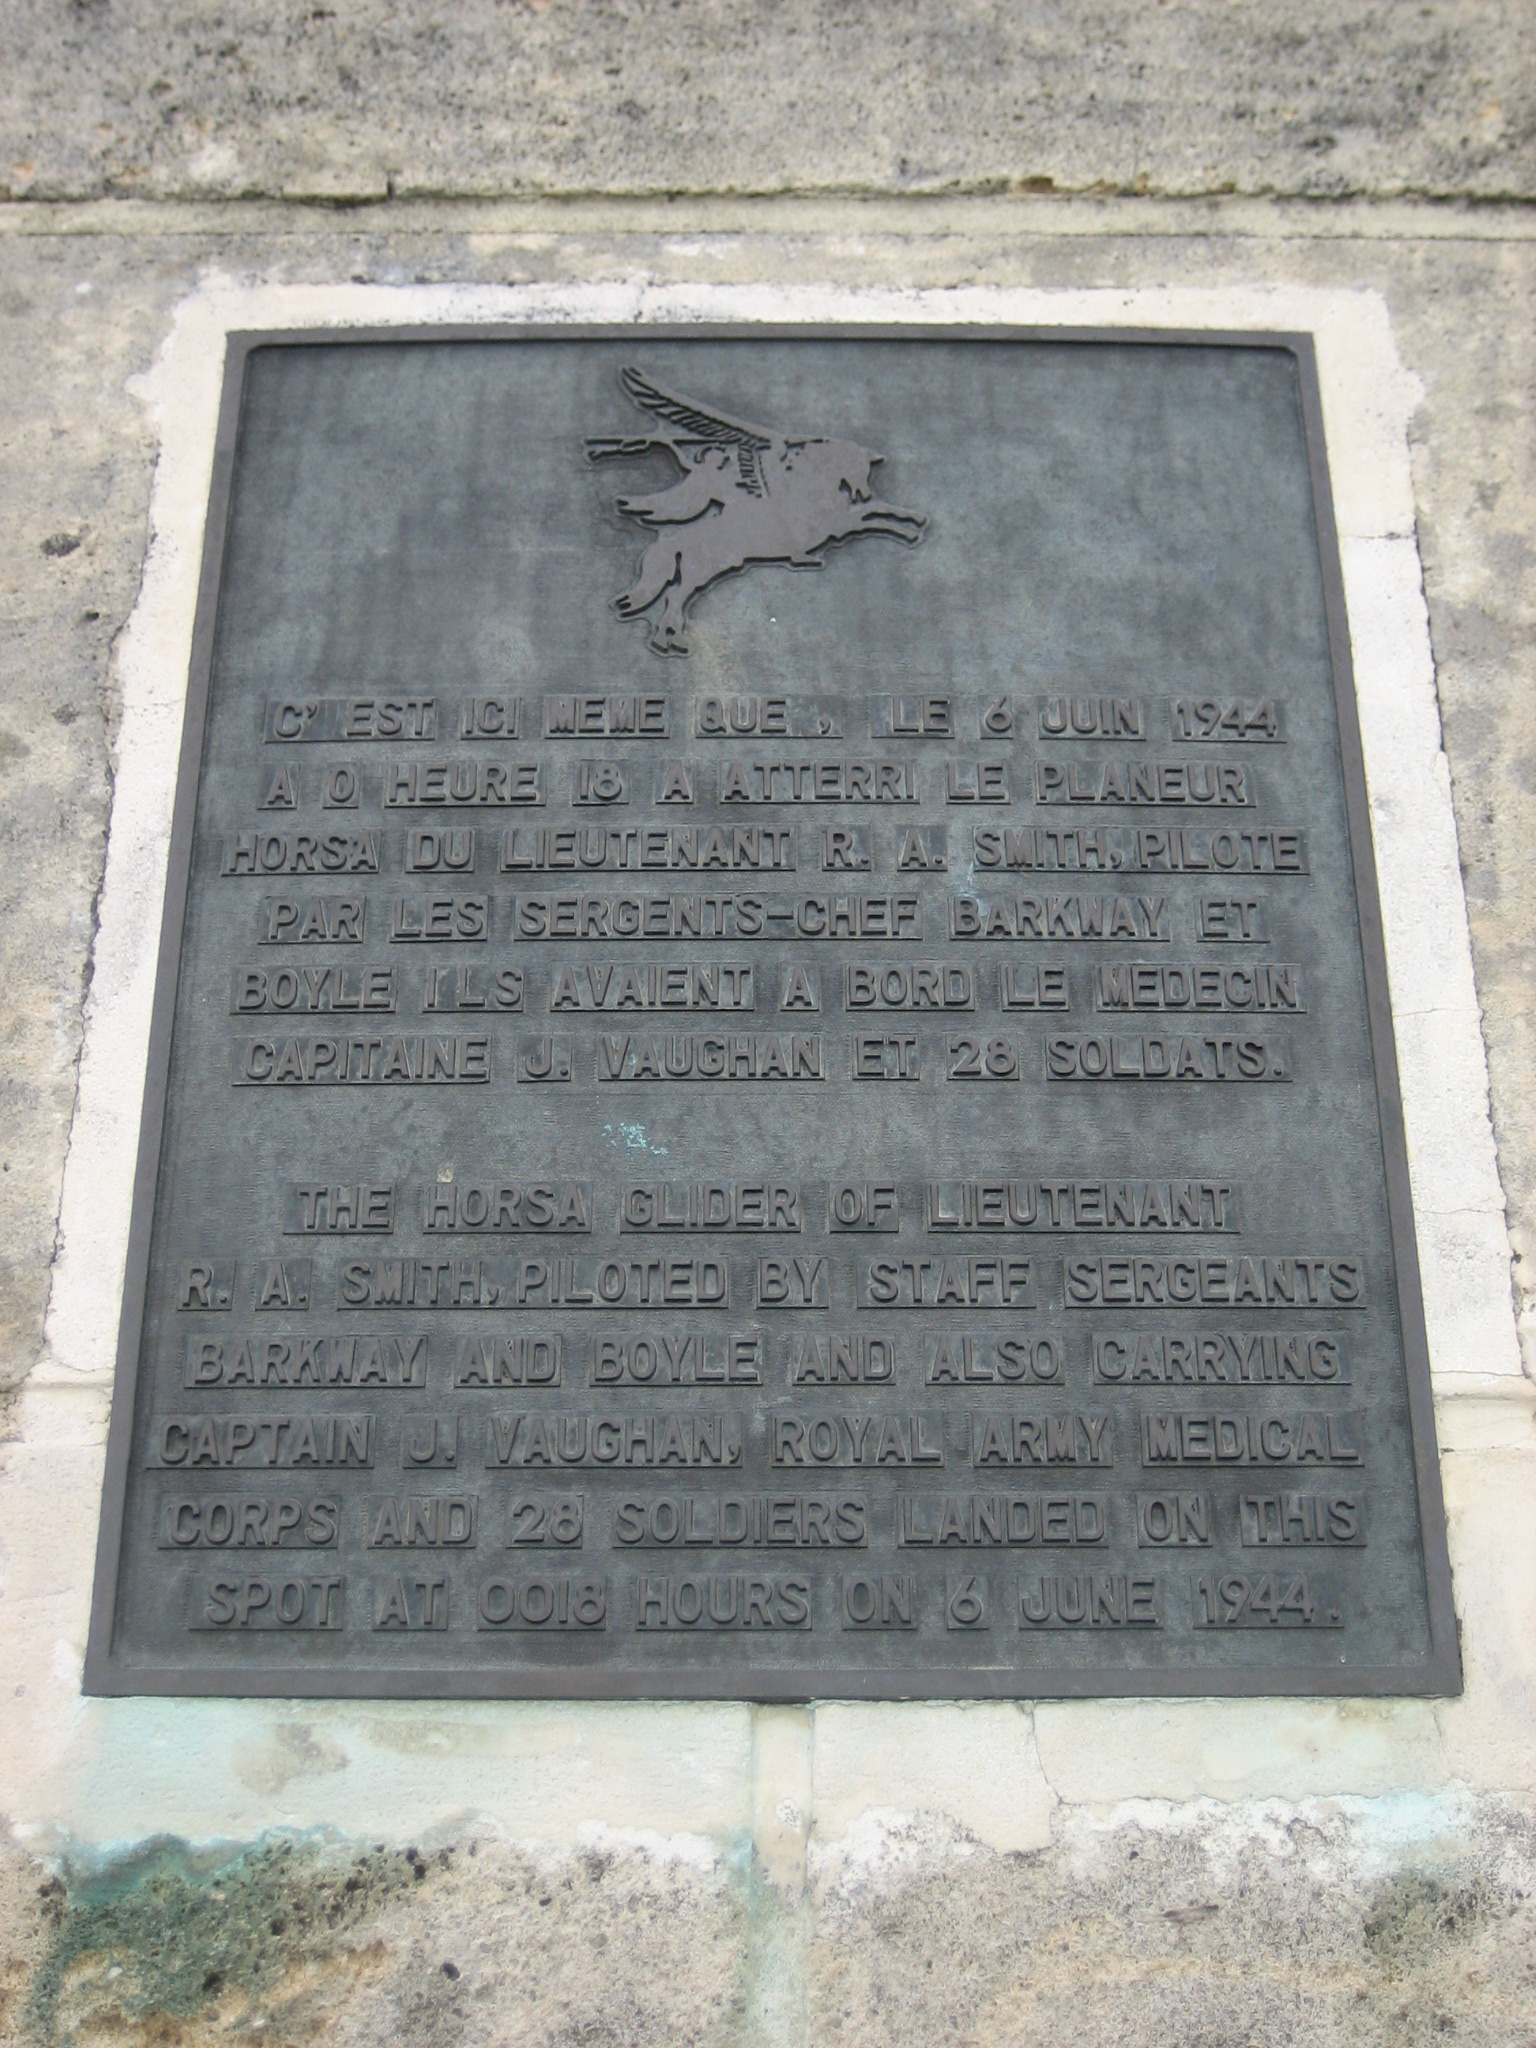 C' EST ICI MEME QUE , LE 6 JUIN 1944
A 0 HEURE 18 A ATTERRI LE PLANEUR
HORSA DU LIEUTENANT R. A. SMITH, PILOTE
PAR LES SERGENTS-CHEF BARKWAY ET
BOYLE ILS AVAIENT A BORD LE MEDECIN
CAPITAINE J. VAUGHAN ET 28 SOLDATS.
THE HORSA GLIDER OF LIEUTENANT
R. A. SMITH, PILOTED BY STAFF SERGEANTS
BARKWAY AND BOYLE AND ALSO CARRYING
CAPTAIN J. VAUGHAN, ROYAL ARMY MEDICAL
CORPS AND 28 SOLDIERS LANDED ON THIS
SPOT AT 0018 HOURS ON 6 JUNE 1944.